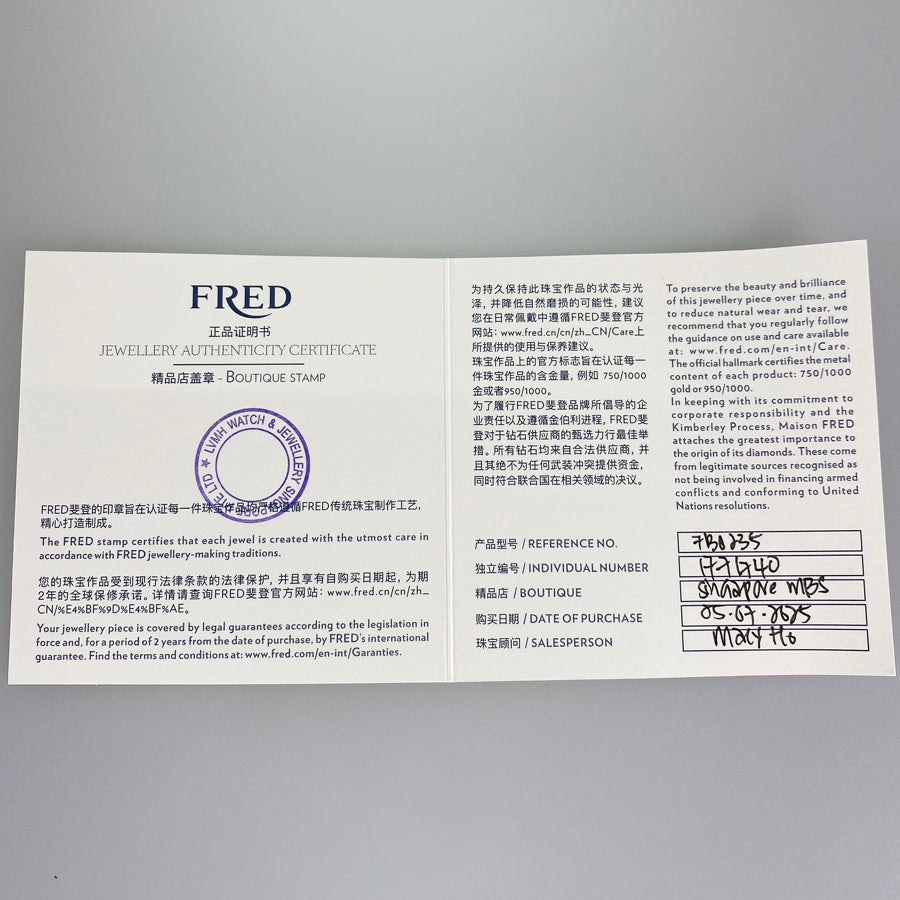 FRED
正品证明书
JEWELLERY AUTHENTICITY CERTIFICATE
精品店盖章 - BOUTIQUE STAMP
LVMH WATCH & JEWELLERY SINGAPORE PTE LTD ★
FRED斐登的印章旨在认证每一件珠宝作品均严格遵循FRED传统珠宝制作工艺,
精心打造制成。
The FRED stamp certifies that each jewel is created with the utmost care in
accordance with FRED jewellery-making traditions.
您的珠宝作品受到现行法律条款的法律保护, 并且享有自购买日期起, 为期
2年的全球保修承诺。详情请查询FRED斐登官方网站: www.fred.cn/cn/zh_
CN/%E4%BF%9D%E4%BF%AE。
Your jewellery piece is covered by legal guarantees according to the legislation in
force and, for a period of 2 years from the date of purchase, by FRED's international
guarantee. Find the terms and conditions at: www.fred.com/en-int/Garanties.
为持久保持此珠宝作品的状态与光
泽, 并降低自然磨损的可能性, 建议
您在日常佩戴中遵循FRED斐登官方
网站: www.fred.cn/cn/zh_CN/Care上
所提供的使用与保养建议。
珠宝作品上的官方标志旨在认证每一
件珠宝作品的含金量, 例如 750/1000
金或者950/1000。
为了履行FRED斐登品牌所倡导的企
业责任以及遵循金伯利进程, FRED斐
登对于钻石供应商的甄选力行最佳举
措。所有钻石均来自合法供应商, 并
且其绝不为任何武装冲突提供资金,
同时符合联合国在相关领域的决议。
To preserve the beauty and brilliance
of this jewellery piece over time, and
to reduce natural wear and tear, we
recommend that you regularly follow
the guidance on use and care available
at: www.fred.com/en-int/Care.
The official hallmark certifies the metal
content of each product: 750/1000
gold or 950/1000.
In keeping with its commitment to
corporate responsibility and the
Kimberley Process, Maison FRED
attaches the greatest importance to
the origin of its diamonds. These come
from legitimate sources recognised as
not being involved in financing armed
conflicts and conforming to United
Nations resolutions.
产品型号 / REFERENCE NO.
独立编号 / INDIVIDUAL NUMBER
精品店 / BOUTIQUE Singapore MBS
购买日期 / DATE OF PURCHASE 05.07.2025
珠宝顾问 / SALESPERSON